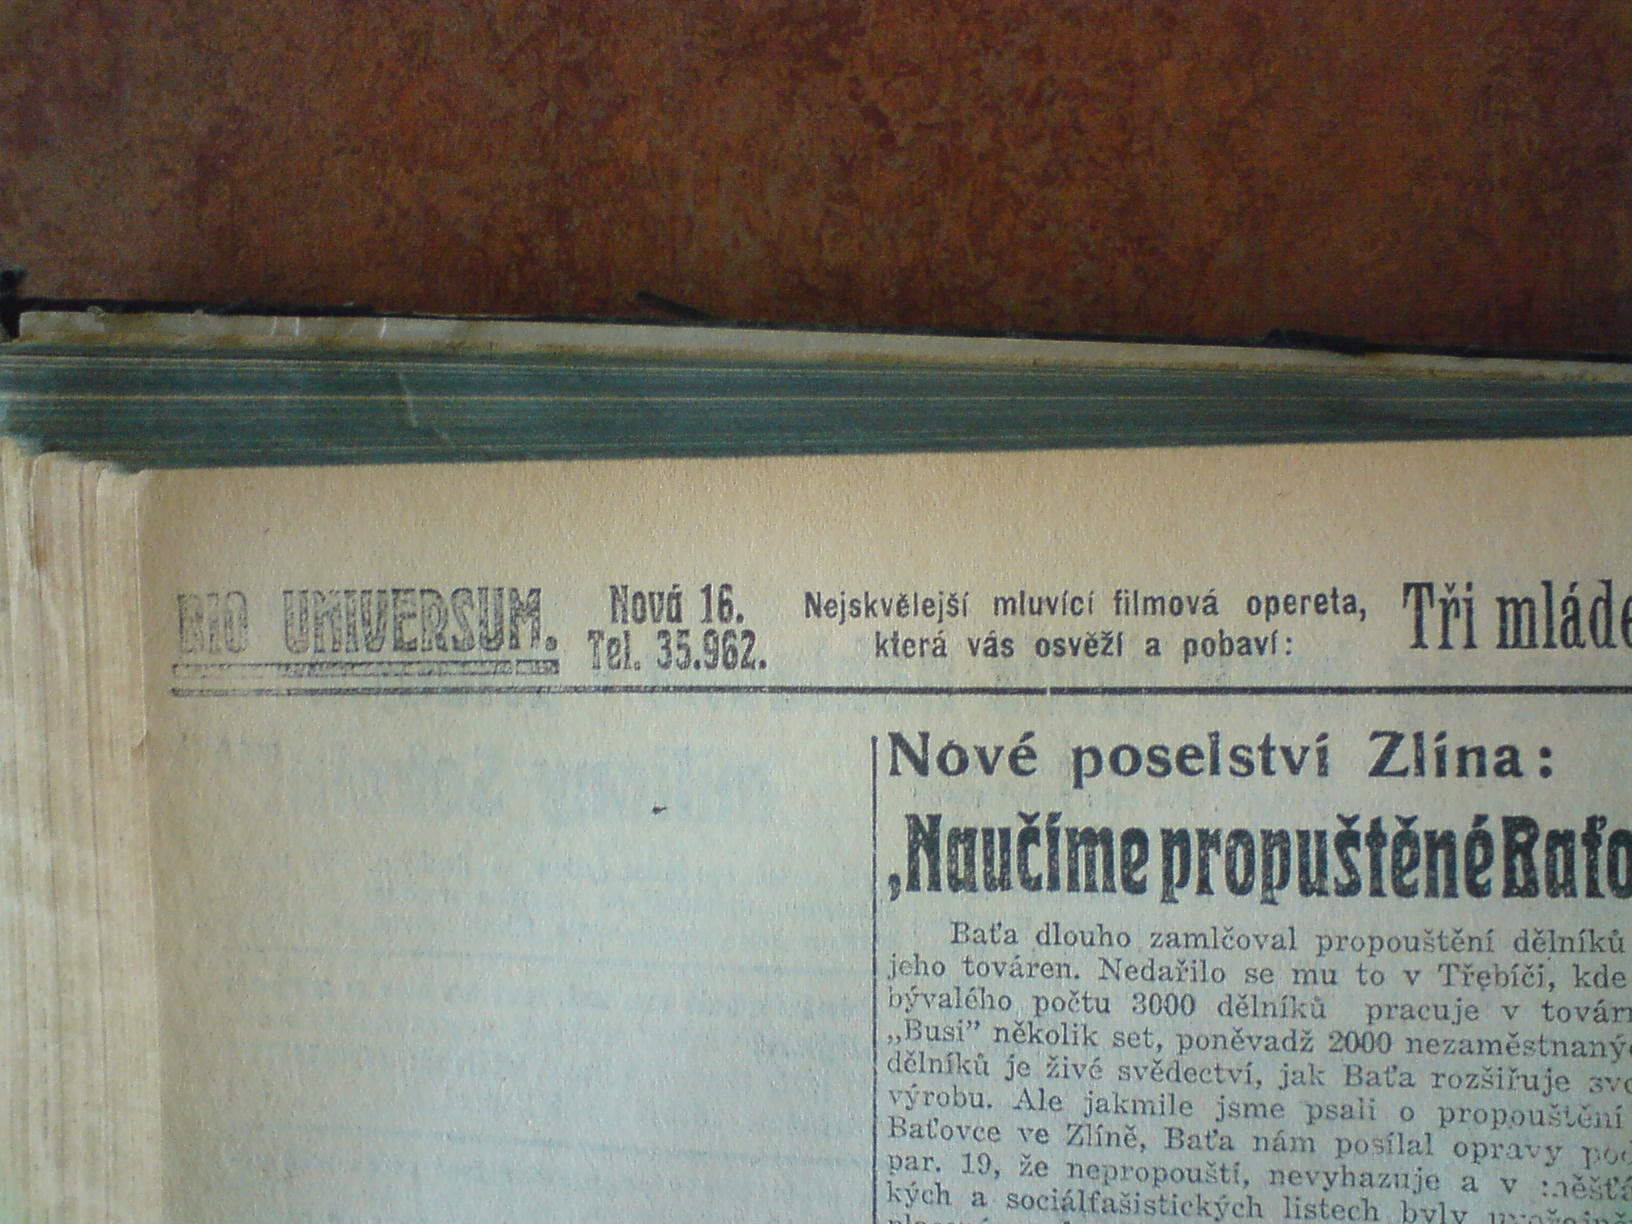 BIO UNIVERSUM.
Nová 16.
Tel. 35.962.
Nejskvělejší mluvící filmová opereta,
která vás osvěží a pobaví:
Tři mláde
Nové poselství Zlína:
„Naučíme propuštěné Baťo
Baťa dlouho zamlčoval propouštění dělníků
jeho továren. Nedařilo se mu to v Třebíči, kde
bývalého počtu 3000 dělníků pracuje v továr
„Busi” několik set, poněvadž 2000 nezaměstnaný
dělníků je živé svědectví, jak Baťa rozšiřuje svo
výrobu. Ale jakmile jsme psali o propouštění
Baťovce ve Zlíně, Baťa nám posílal opravy pod
par. 19, že nepropouští, nevyhazuje a v měšťá
kých a sociálfašistických listech byly